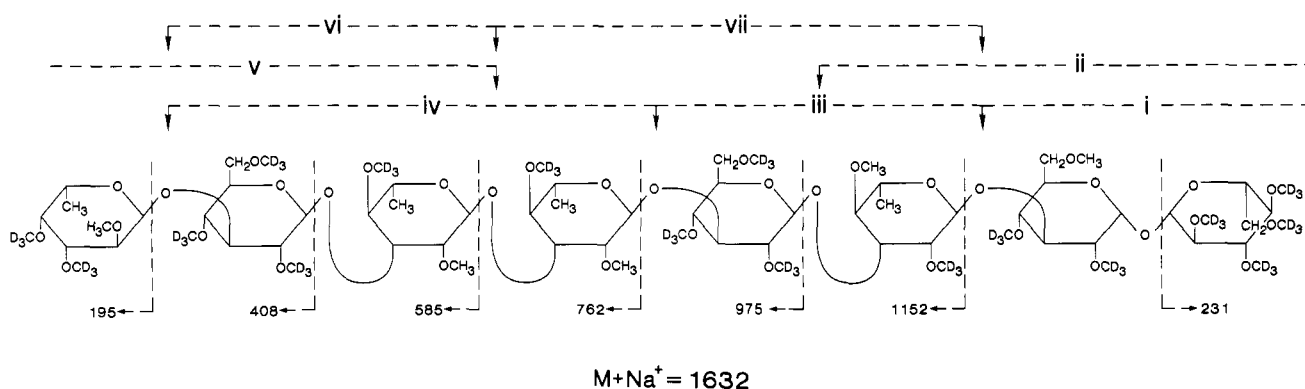 vi vii
v ii
iv iii i
CH₂OCD₃ OCD₃ OCD₃ CH₂OCD₃ OCH₃ CH₂OCH₃
O O O O O O O O O O O O O O O
OCD₃
CH₃ H₃CO CH₃ CH₃ CH₃ OCD₃ CH₂ OCD₃
D₃CO D₃CO D₃CO D₃CO
OCD₃ OCD₃ OCH₃ OCH₃ OCD₃ OCD₃ OCD₃ OCD₃
195 408 585 762 975 1152 231
M+Na⁺ = 1632